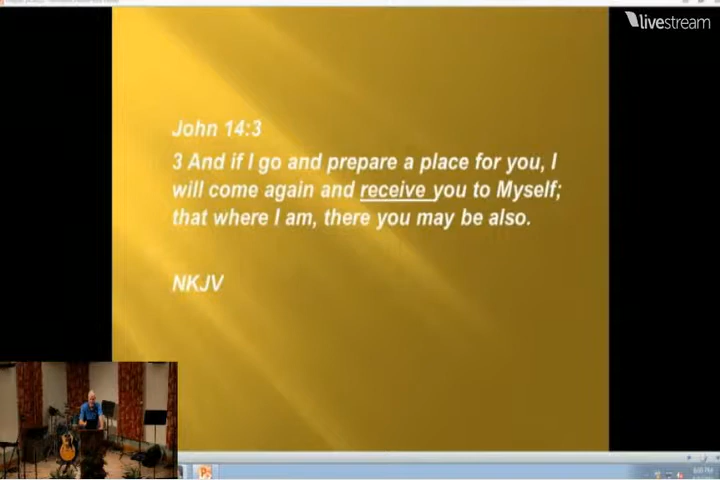 livestream
John 14:3
3 And if I go and prepare a place for you, I
will come again and receive you to Myself;
that where I am, there you may be also.
NKJV